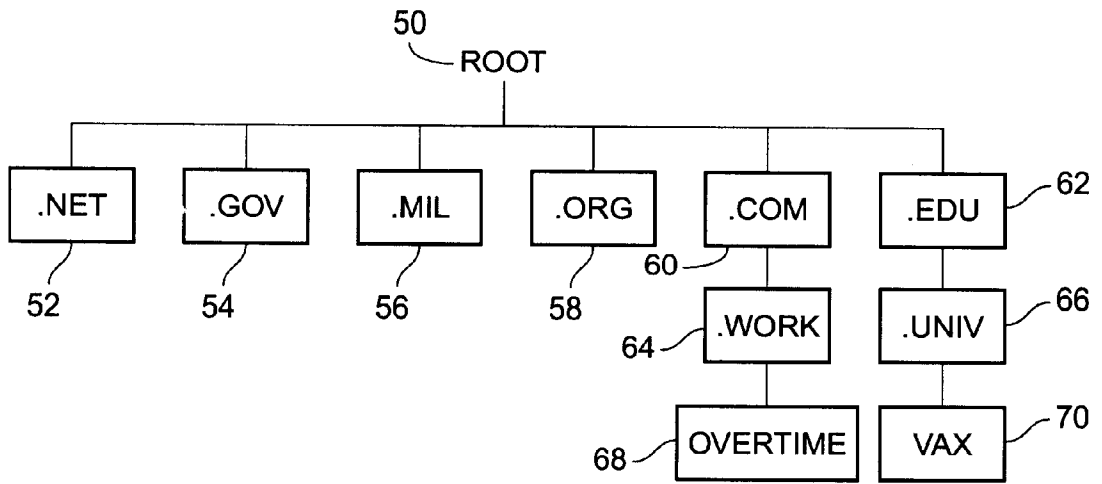 50
ROOT
.NET
.GOV
.MIL
.ORG
.COM
.EDU
62
52
54
56
58
60
64
.WORK
.UNIV
66
68
OVERTIME
VAX
70